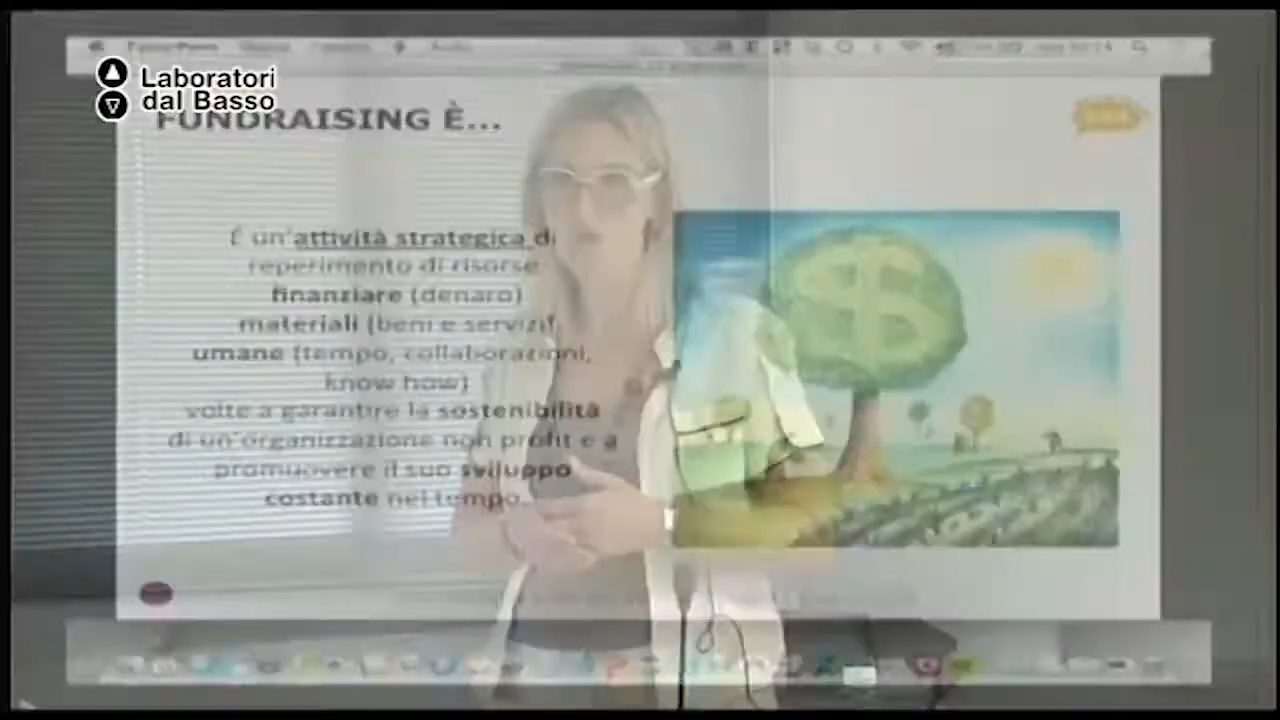 Laboratori
dal Basso
FUNDRAISING È...
È un'attività strategica di
reperimento di risorse
finanziare (denaro)
materiali (beni e servizi)
umane (tempo, collaborazioni,
know how)
volte a garantire la sostenibilità
di un'organizzazione non profit e a
promuovere il suo sviluppo
costante nel tempo.